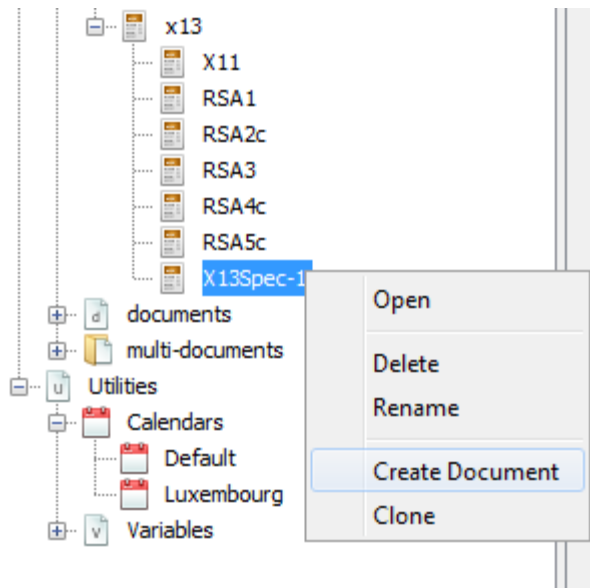 x13
X11
RSA1
RSA2c
RSA3
RSA4c
RSA5c
X13Spec-1
Open
d documents
Delete
multi-documents
Rename
u Utilities
Calendars
Default
Create Document
Luxembourg
Clone
v Variables